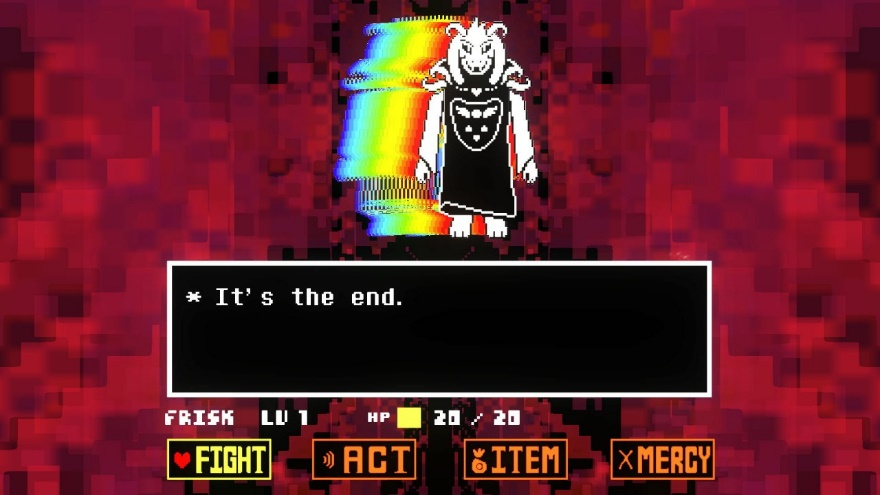 * It's the end.
FRISK LV 1 HP 20 / 20
FIGHT ACT ITEM MERCY